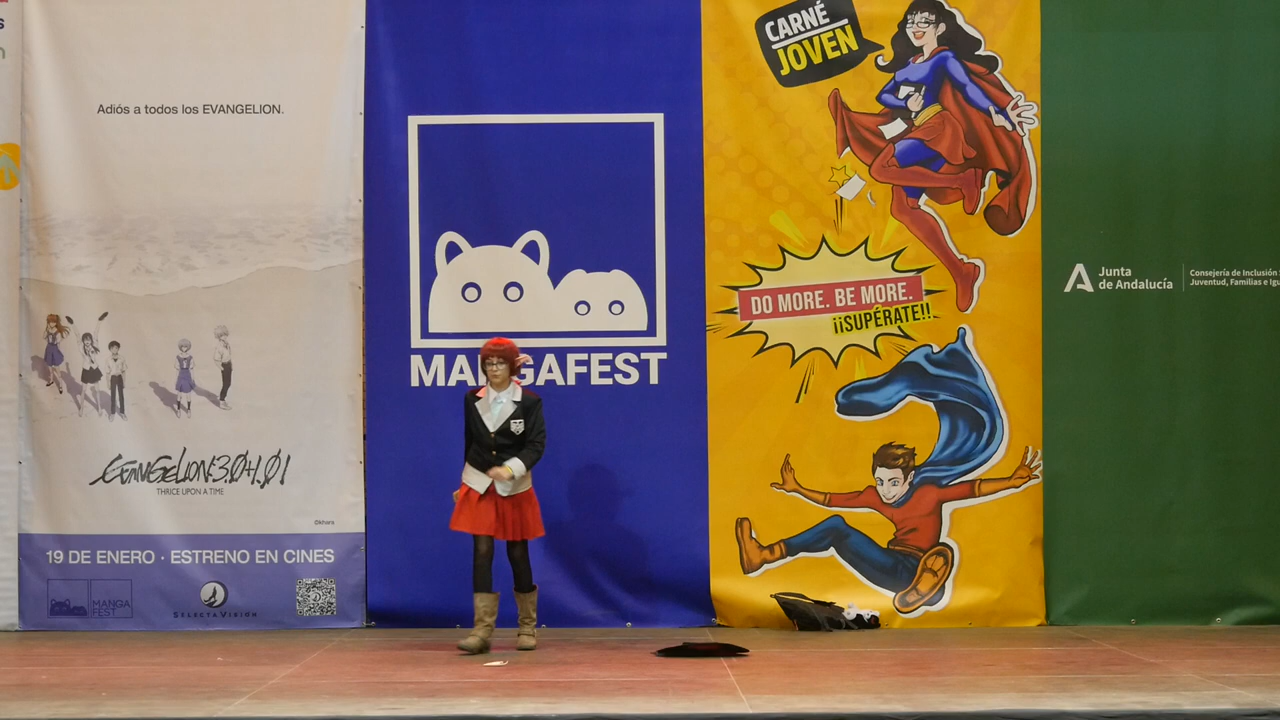 Adiós a todos los EVANGELION.
EVANGELION:3.0+1.01
THRICE UPON A TIME
©khara
19 DE ENERO · ESTRENO EN CINES
MANGA
FEST
SELECTA VISIÓN
MANGAFEST
CARNÉ
JOVEN
DO MORE. BE MORE.
¡¡SUPÉRATE!!
Junta
de Andalucía
Consejería de Inclusión
Juventud, Familias e Igu